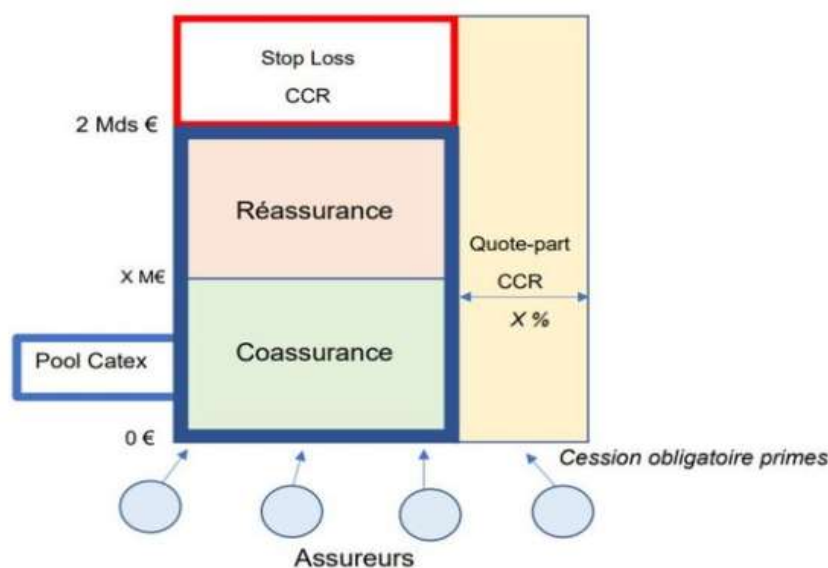 Stop Loss
CCR
2 Mds €
Réassurance
Quote-part
CCR
X %
X M€
Coassurance
Pool Catex
0 €
Cession obligatoire primes
Assureurs